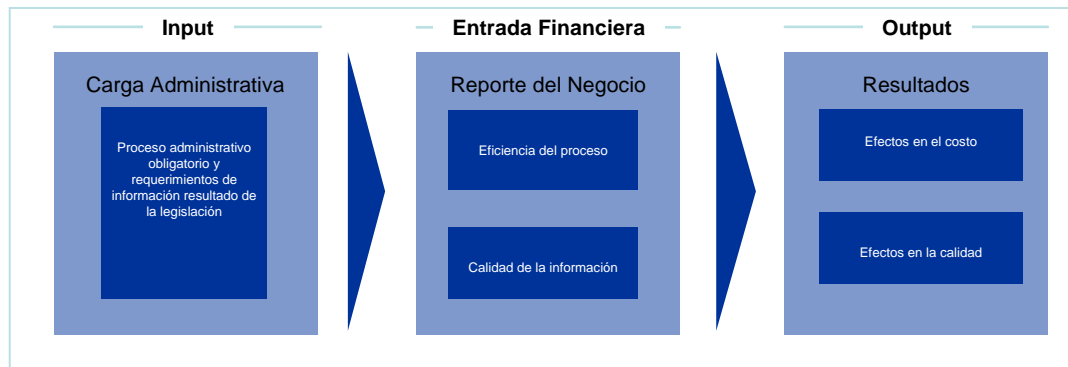 Input
Entrada Financiera
Output
Carga Administrativa
Proceso administrativo
obligatorio y
requerimientos de
información resultado de
la legislación
Reporte del Negocio
Eficiencia del proceso
Calidad de la información
Resultados
Efectos en el costo
Efectos en la calidad